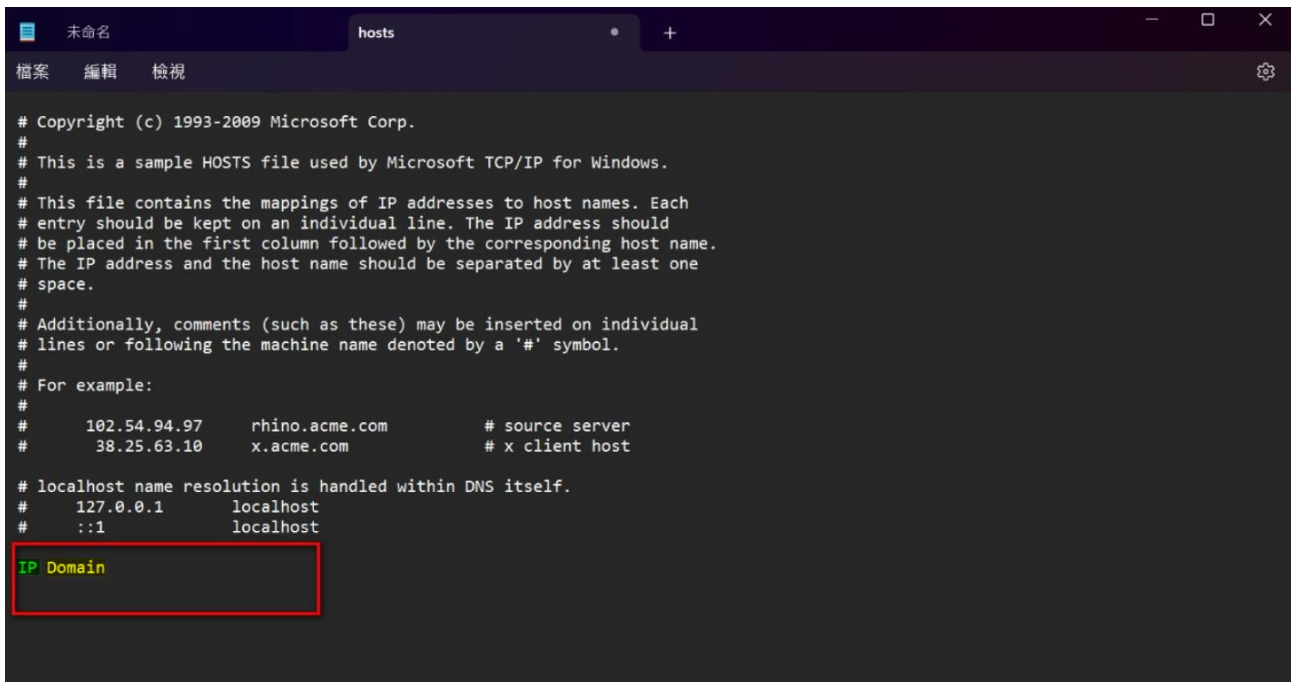 未命名 hosts
檔案 編輯 檢視
# Copyright (c) 1993-2009 Microsoft Corp.
#
# This is a sample HOSTS file used by Microsoft TCP/IP for Windows.
#
# This file contains the mappings of IP addresses to host names. Each
# entry should be kept on an individual line. The IP address should
# be placed in the first column followed by the corresponding host name.
# The IP address and the host name should be separated by at least one
# space.
#
# Additionally, comments (such as these) may be inserted on individual
# lines or following the machine name denoted by a '#' symbol.
#
# For example:
#
#      102.54.94.97     rhino.acme.com          # source server
#       38.25.63.10     x.acme.com              # x client host
# localhost name resolution is handled within DNS itself.
#     127.0.0.1       localhost
#     ::1             localhost
IP Domain